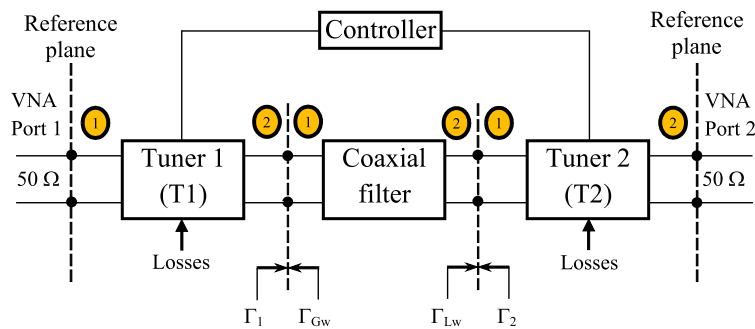 Reference
plane
Controller
Reference
plane
VNA
Port 1
1
2
1
2
1
2
VNA
Port 2
50 Ω
Tuner 1
(T1)
Coaxial
filter
Tuner 2
(T2)
50 Ω
Losses
Losses
Γ1
ΓGw
ΓLw
Γ2